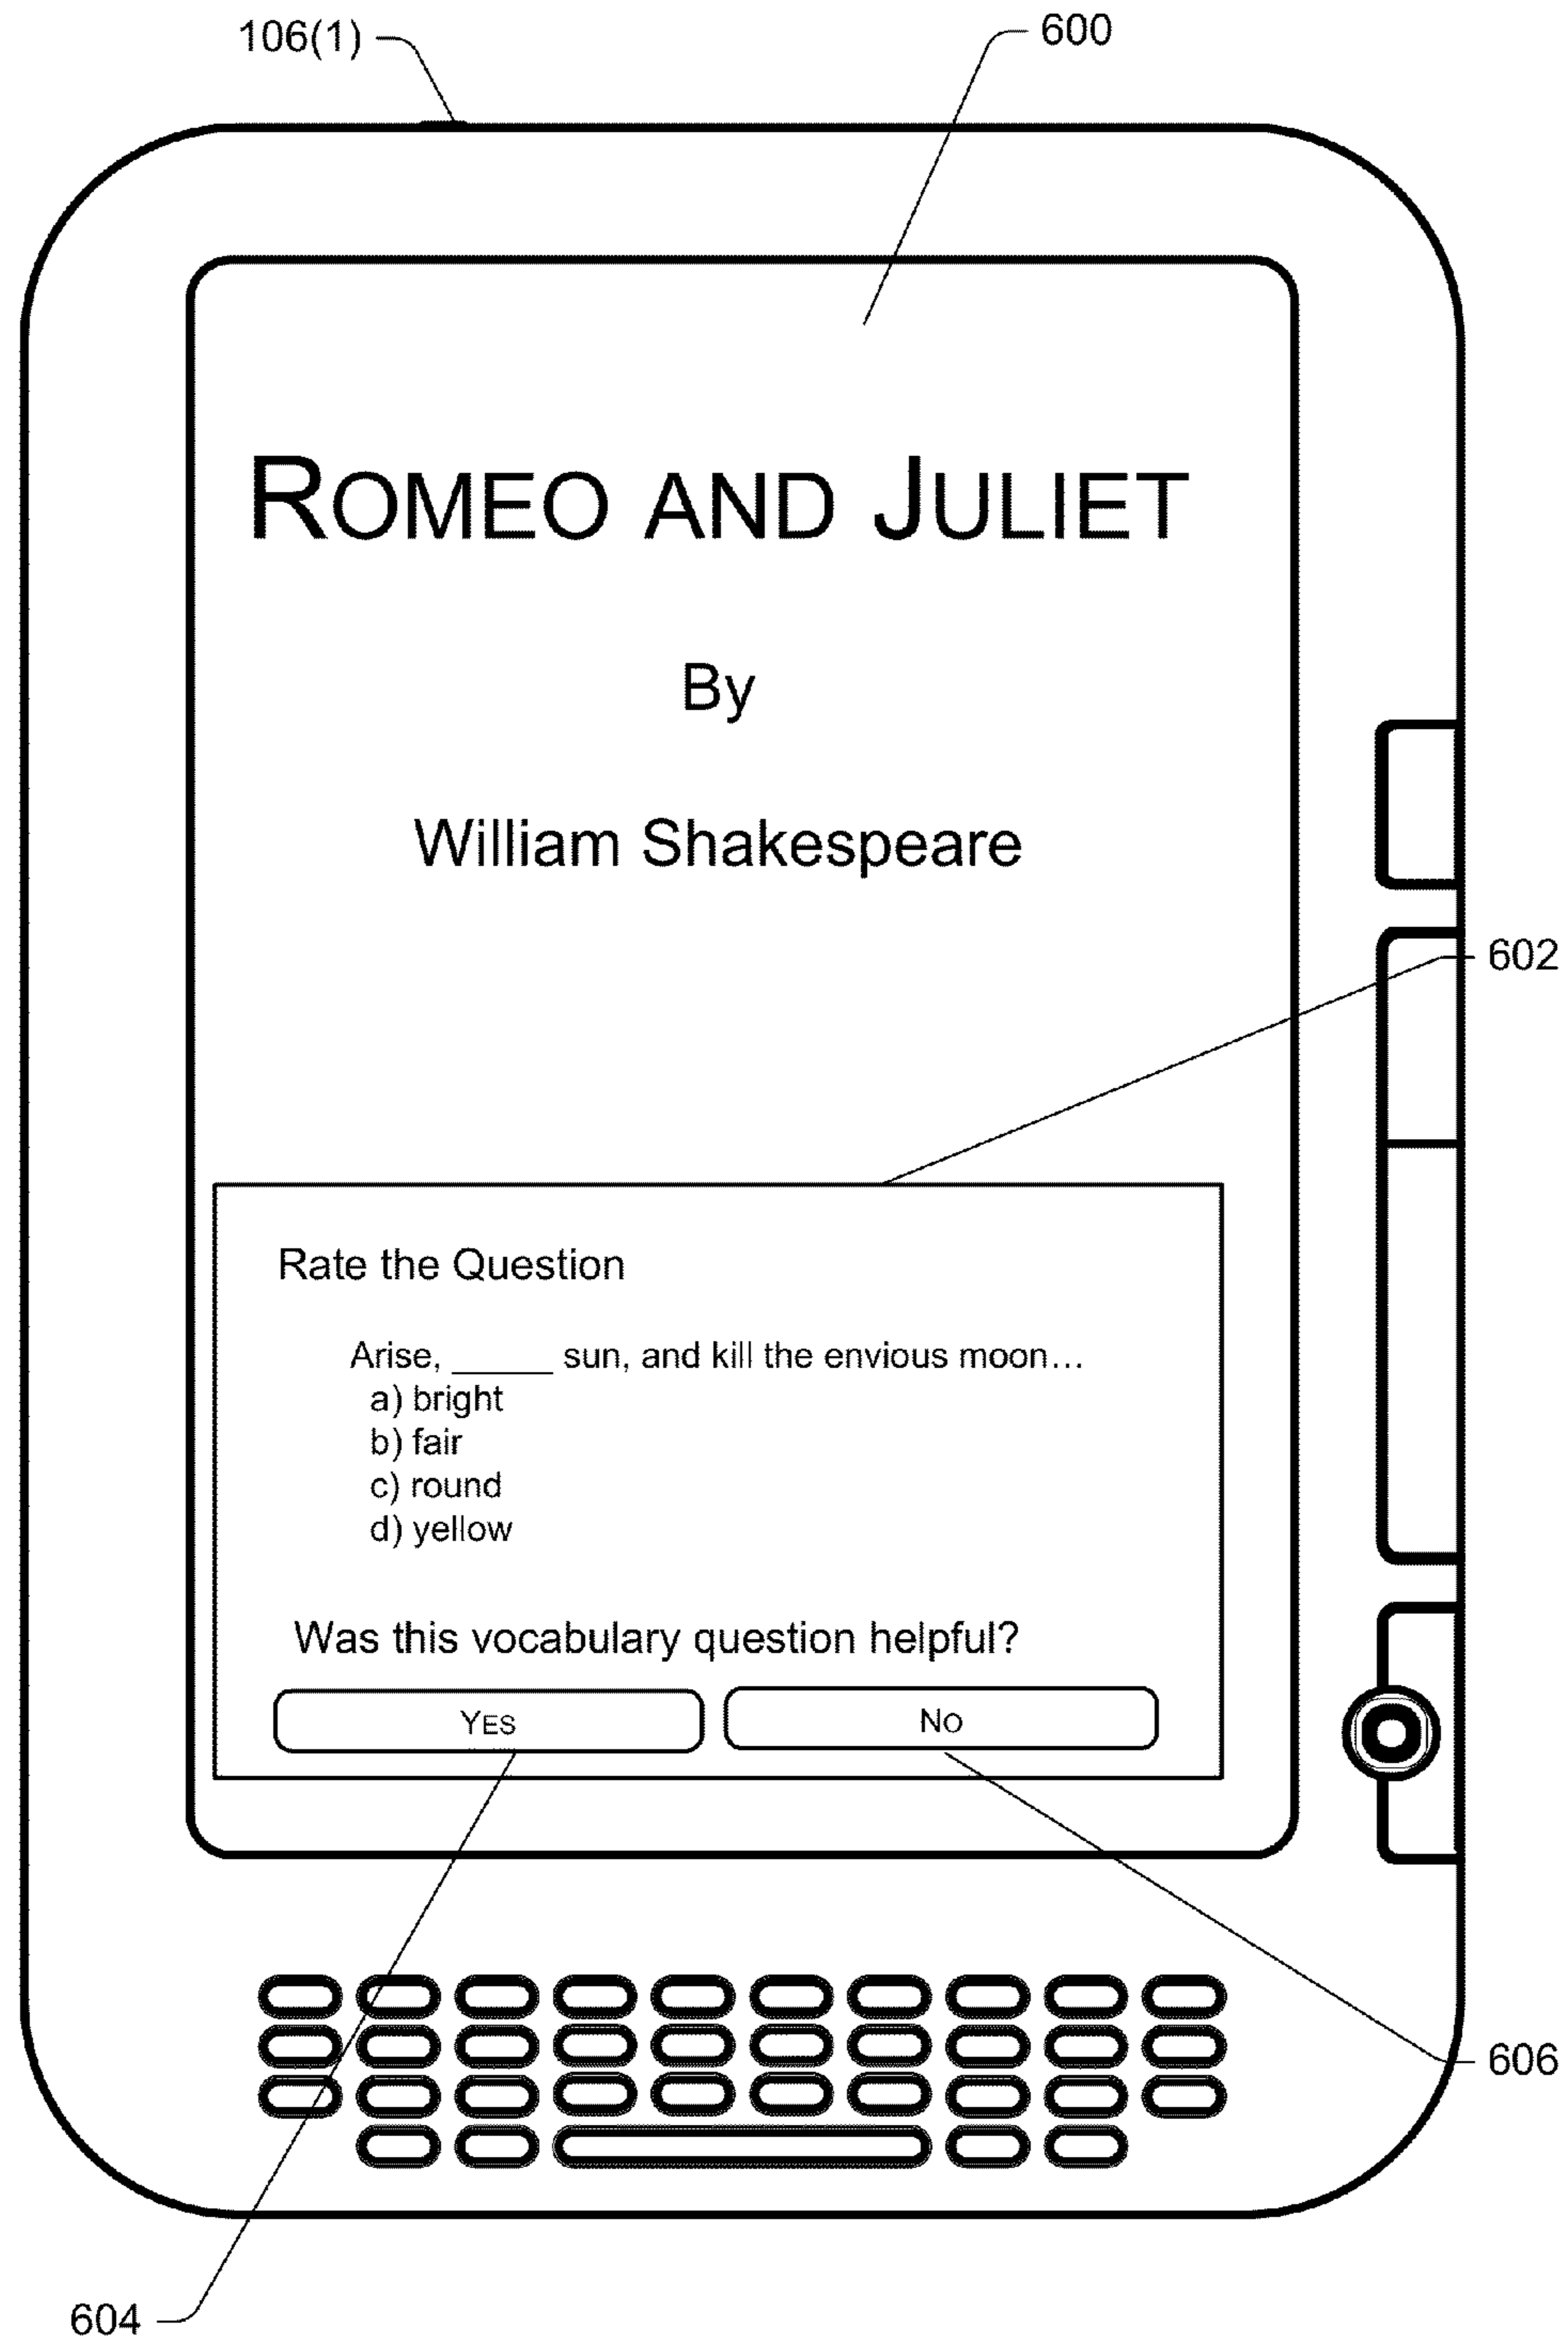 106(1)
600
ROMEO AND JULIET
By
William Shakespeare
602
Rate the Question
Arise, _____ sun, and kill the envious moon...
a) bright
b) fair
c) round
d) yellow
Was this vocabulary question helpful?
YES
NO
606
604